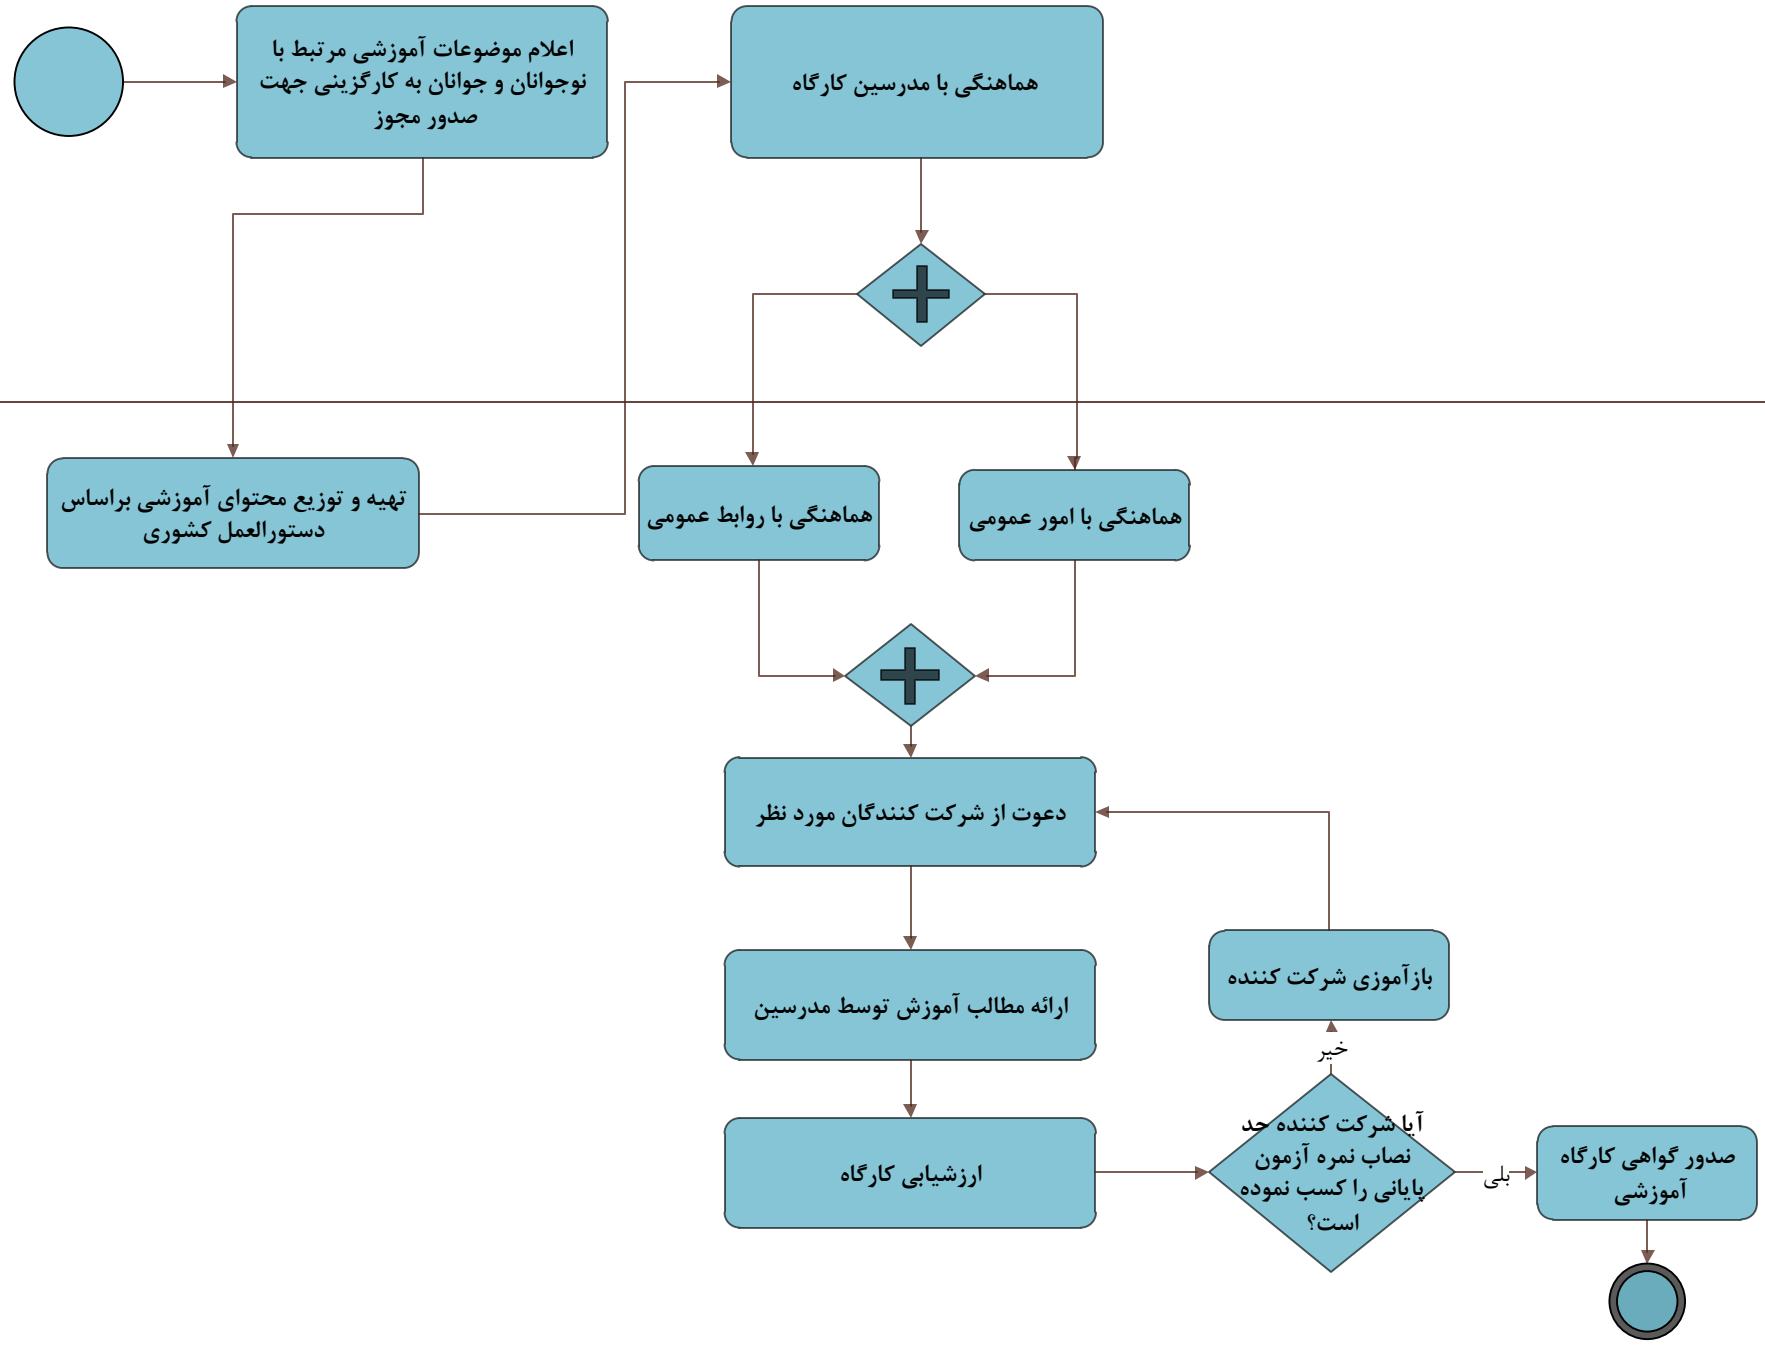 اعلام موضوعات آموزشی مرتبط با
نوجوانان و جوانان به کارگزینی جهت
صدور مجوز
هماهنگی با مدرسین کارگاه
تهیه و توزیع محتوای آموزشی براساس
دستورالعمل کشوری
هماهنگی با روابط عمومی
هماهنگی با امور عمومی
دعوت از شرکت کنندگان مورد نظر
ارائه مطالب آموزش توسط مدرسین
ارزشیابی کارگاه
آیا شرکت کننده حد
نصاب نمره آزمون
پایانی را کسب نموده
است؟
خیر
بازآموزی شرکت کننده
بلی
صدور گواهی کارگاه
آموزشی